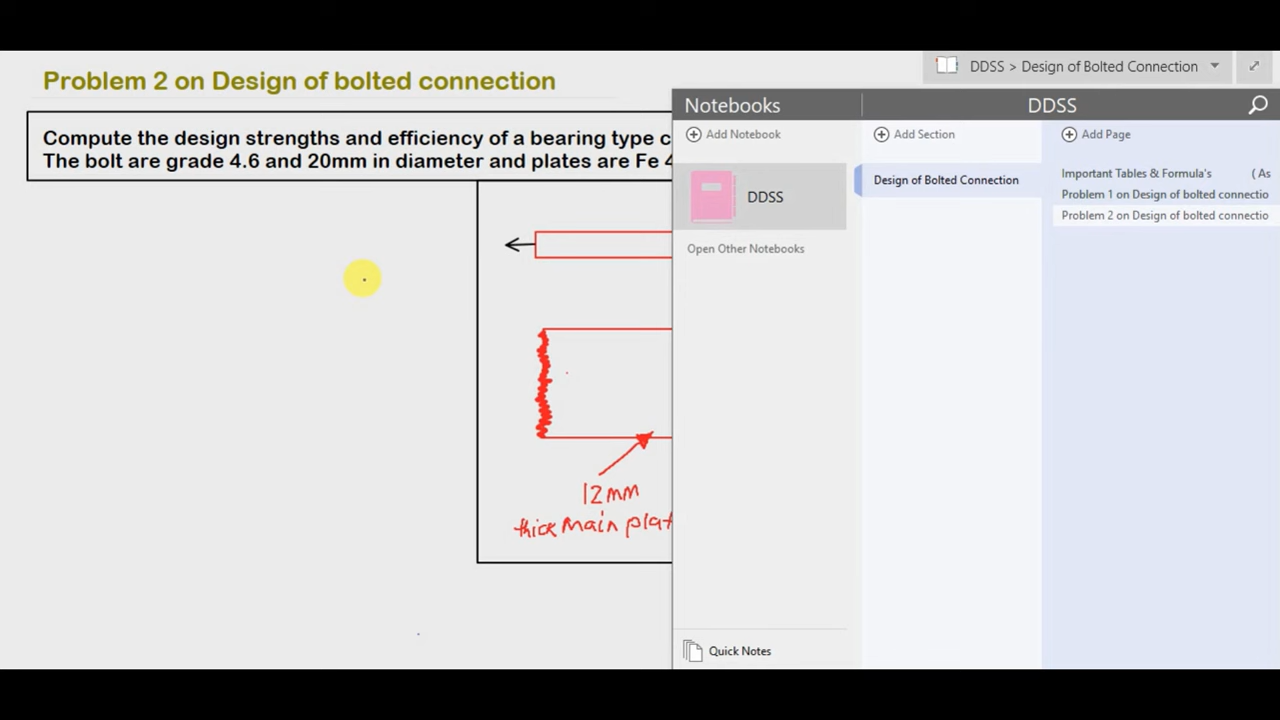 Problem 2 on Design of bolted connection
DDSS > Design of Bolted Connection
Notebooks
DDSS
Compute the design strengths and efficiency of a bearing type c
The bolt are grade 4.6 and 20mm in diameter and plates are Fe 4
Add Notebook
Add Section
Add Page
DDSS
Design of Bolted Connection
Important Tables & Formula's ( As
Problem 1 on Design of bolted connectio
Problem 2 on Design of bolted connectio
Open Other Notebooks
12mm
thick main plat
Quick Notes